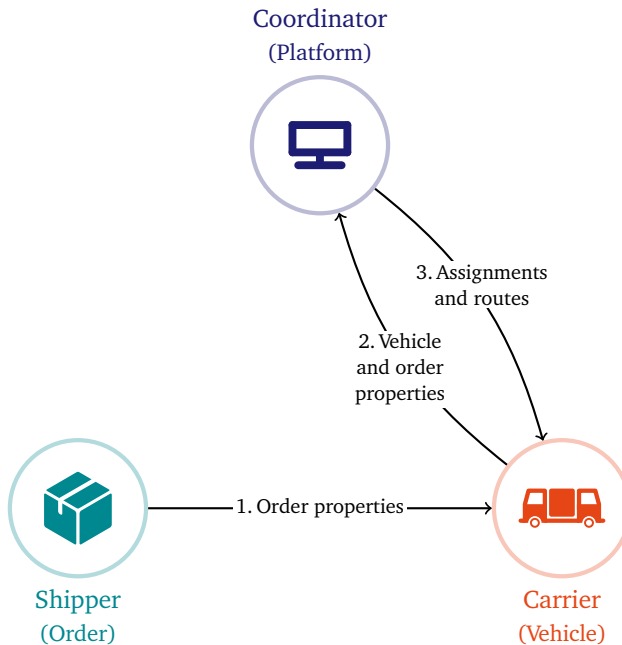 Coordinator
(Platform)
3. Assignments
and routes
2. Vehicle
and order
properties
1. Order properties
Shipper
(Order)
Carrier
(Vehicle)